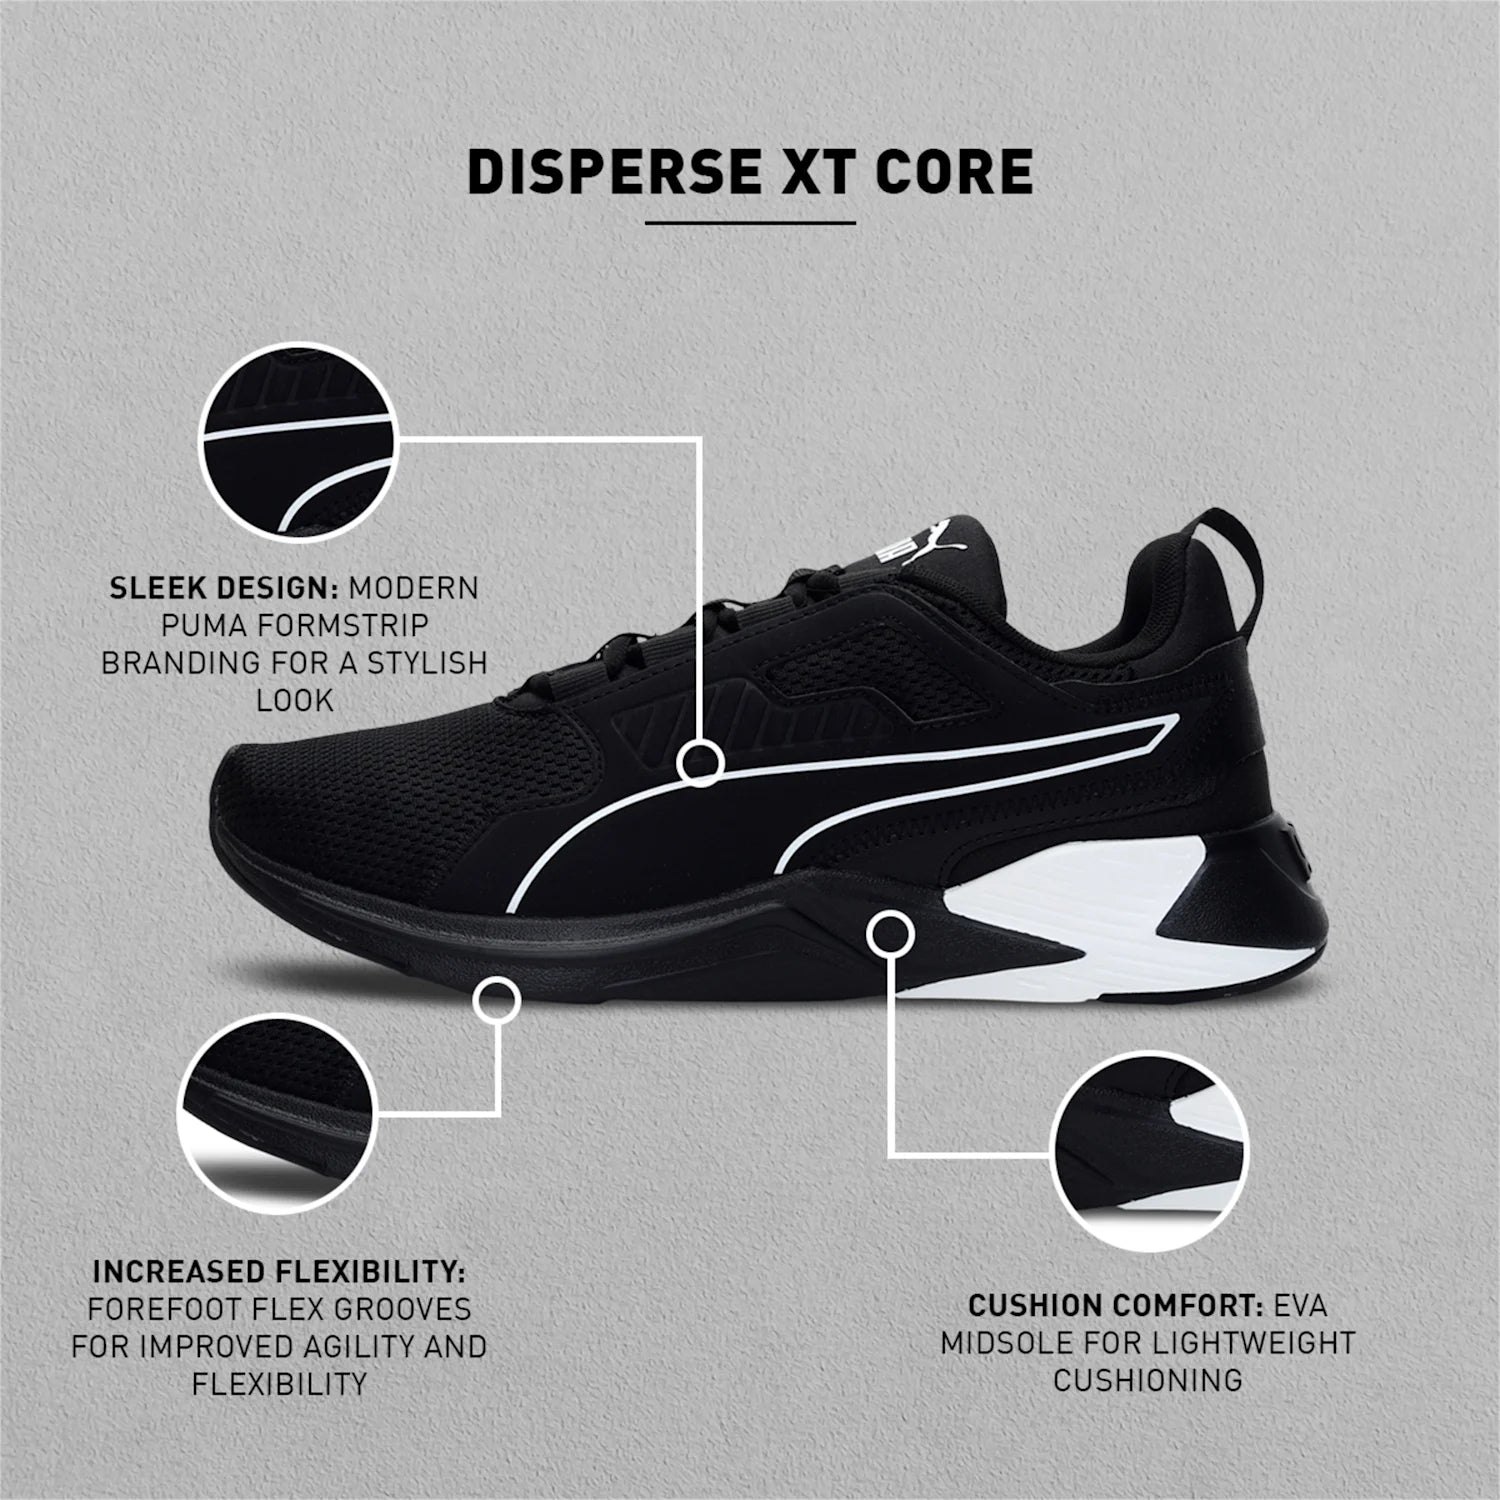 DISPERSE XT CORE
SLEEK DESIGN: MODERN
PUMA FORMSTRIP
BRANDING FOR A STYLISH
LOOK
INCREASED FLEXIBILITY:
FOREFOOT FLEX GROOVES
FOR IMPROVED AGILITY AND
FLEXIBILITY
CUSHION COMFORT: EVA
MIDSOLE FOR LIGHTWEIGHT
CUSHIONING